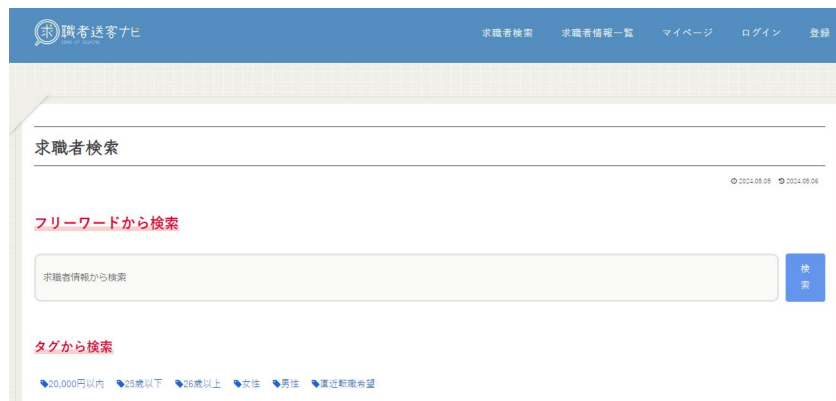 求職者送客ナビ
求職者検索 求職者情報一覧 マイページ ログイン 登録
求職者検索
2024.05.05 2024.05.06
フリーワードから検索
求職者情報から検索
検
索
タグから検索
20,000円以内 25歳以下 26歳以上 女性 男性 直近転職希望